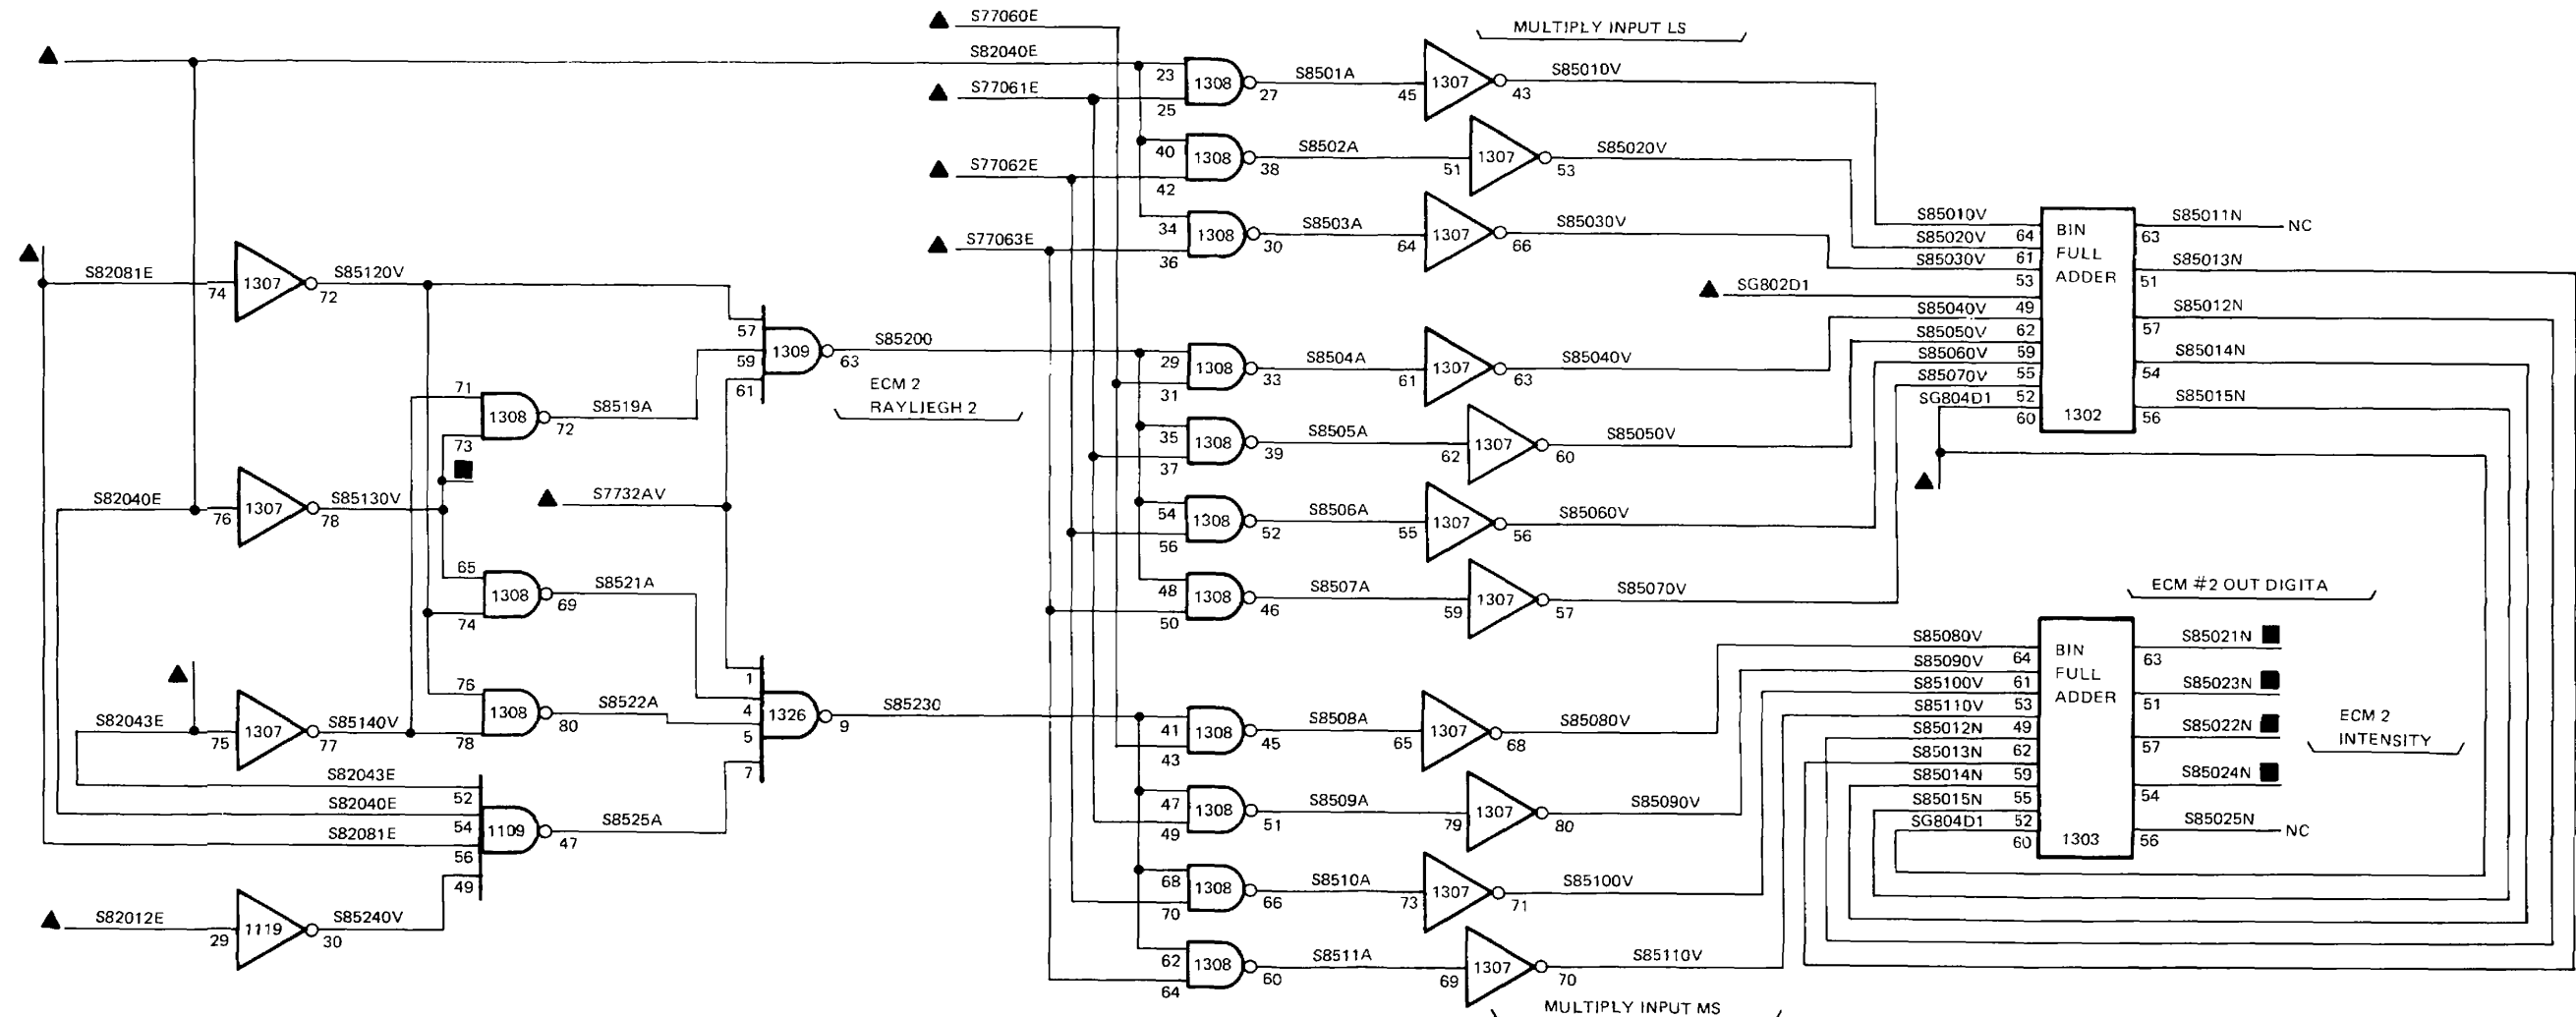 S77060E
MULTIPLY INPUT LS
S82040E
23
1308
27
S8501A
45
1307
43
S85010V
S77061E
25
40
1308
38
S8502A
51
1307
53
S85020V
S77062E
42
34
1308
30
S8503A
64
1307
66
S85030V
S77063E
36
S85010V
64
BIN
FULL
ADDER
63
S85011N
NC
S85020V
61
S85030V
53
51
S85013N
SG802D1
49
57
S85012N
S85040V
62
S85050V
59
54
S85014N
S85060V
55
S85070V
52
56
S85015N
SG804D1
60
1302
S82081E
74
1307
72
S85120V
57
59
61
1309
63
S85200
ECM 2
RAYLIEGH 2
29
31
1308
33
S8504A
61
1307
63
S85040V
71
73
1308
72
S8519A
35
37
1308
39
S8505A
62
1307
60
S85050V
S82040E
76
1307
78
S85130V
S7732AV
54
56
1308
52
S8506A
55
1307
56
S85060V
65
74
1308
69
S8521A
48
50
1308
46
S8507A
59
1307
57
S85070V
ECM #2 OUT DIGITA
S85080V
64
BIN
FULL
ADDER
63
S85021N
S85090V
61
S85100V
53
51
S85023N
S85110V
49
S85012N
62
57
S85022N
ECM 2
INTENSITY
S85013N
59
S85014N
55
54
S85024N
S85015N
52
SG804D1
60
1303
56
S85025N
NC
S82043E
75
1307
77
S85140V
76
78
1308
80
S8522A
1
4
5
7
1326
9
S85230
41
43
1308
45
S8508A
65
1307
68
S85080V
S82043E
52
S82040E
54
S82081E
56
49
1109
47
S8525A
47
49
1308
51
S8509A
79
1307
80
S85090V
68
70
1308
66
S8510A
73
1307
71
S85100V
S82012E
29
1119
30
S85240V
62
64
1308
60
S8511A
69
1307
70
S85110V
MULTIPLY INPUT MS